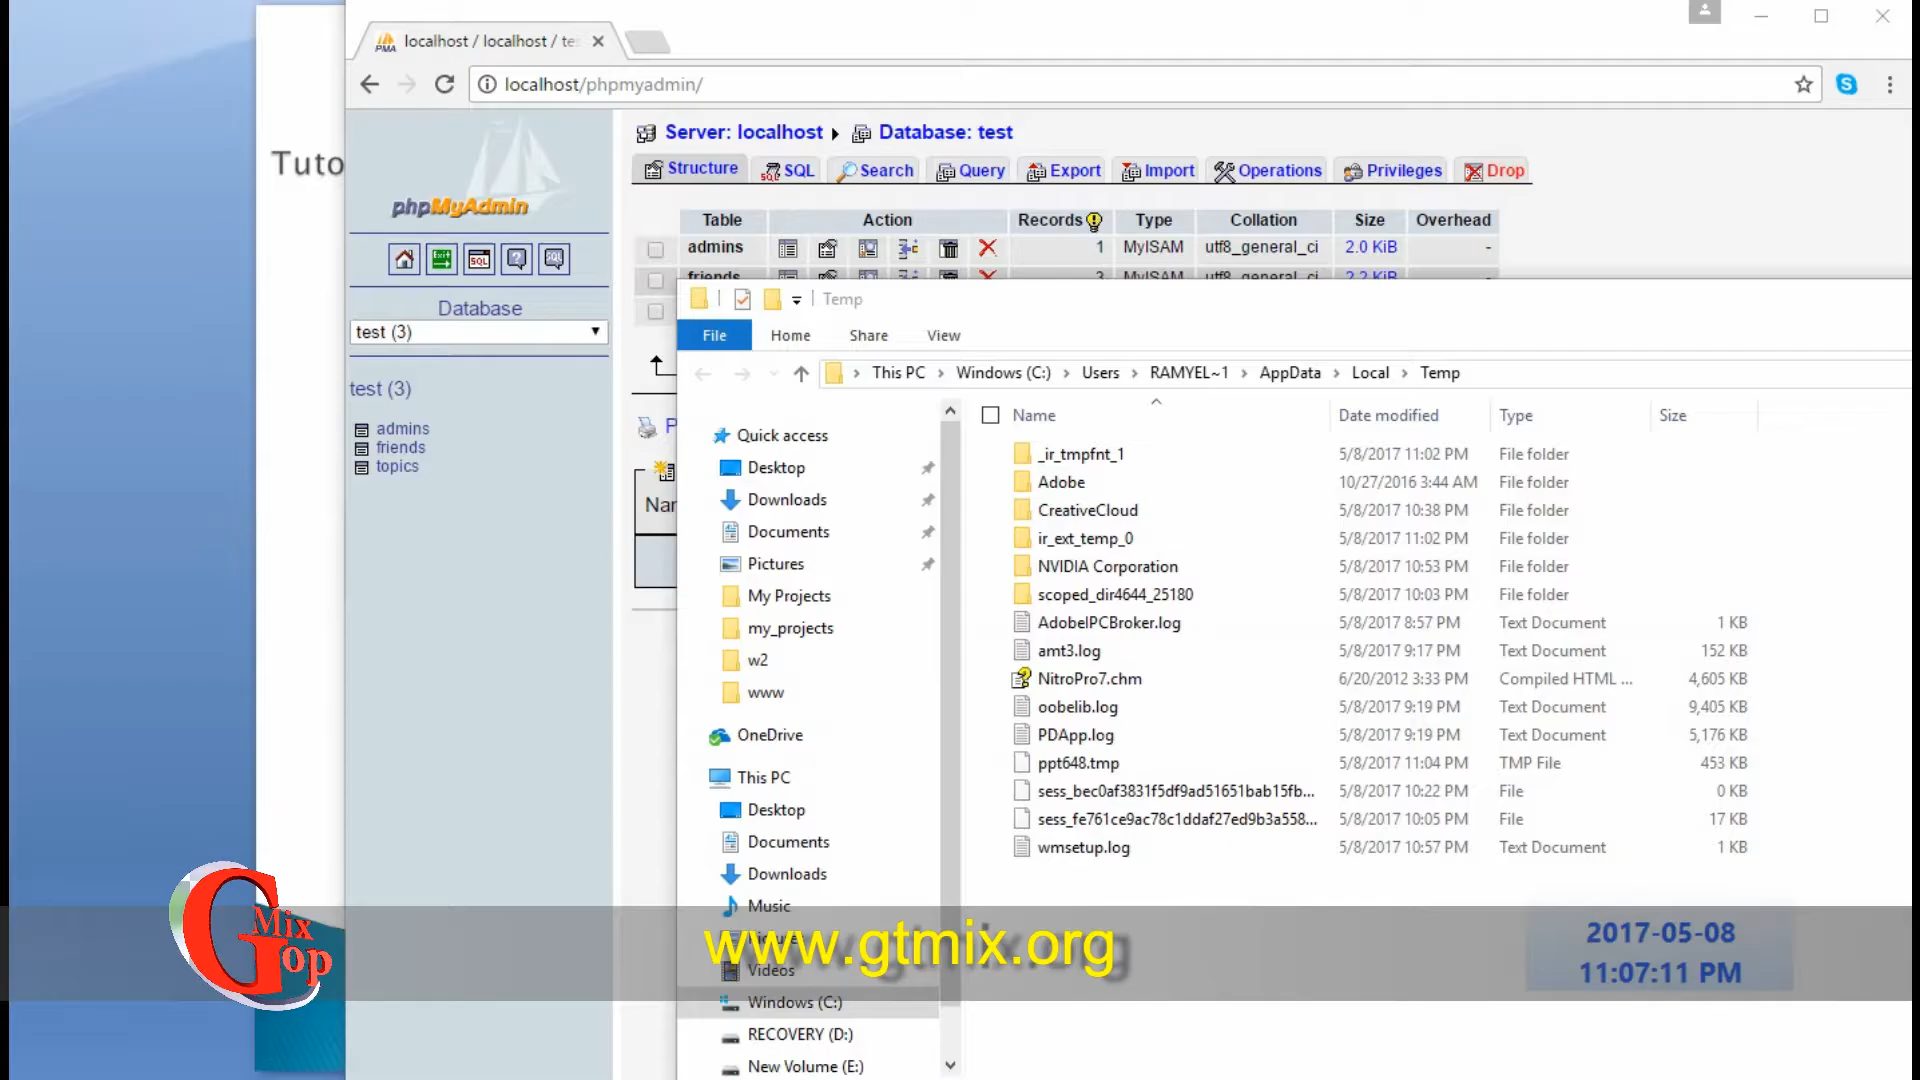 localhost / localhost / te
localhost/phpmyadmin/
Tuto
phpMyAdmin
Database
test (3)
test (3)
admins
friends
topics
Server: localhost
Database: test
Structure
SQL
Search
Query
Export
Import
Operations
Privileges
Drop
Table Action Records Type Collation Size Overhead
admins 1 MyISAM utf8_general_ci 2.0 KiB -
friends 3 MyISAM utf8_general_ci 2.2 KiB -
P
Nar
Temp
File
Home
Share
View
This PC
Windows (C:)
Users
RAMYEL~1
AppData
Local
Temp
Quick access
Desktop
Downloads
Documents
Pictures
My Projects
my_projects
w2
www
OneDrive
This PC
Desktop
Documents
Downloads
Music
Videos
Windows (C:)
RECOVERY (D:)
New Volume (E:)
Name Date modified Type Size
_ir_tmpfnt_1 5/8/2017 11:02 PM File folder
Adobe 10/27/2016 3:44 AM File folder
CreativeCloud 5/8/2017 10:38 PM File folder
ir_ext_temp_0 5/8/2017 11:02 PM File folder
NVIDIA Corporation 5/8/2017 10:53 PM File folder
scoped_dir4644_25180 5/8/2017 10:03 PM File folder
AdobeIPCBroker.log 5/8/2017 8:57 PM Text Document 1 KB
amt3.log 5/8/2017 9:17 PM Text Document 152 KB
NitroPro7.chm 6/20/2012 3:33 PM Compiled HTML ... 4,605 KB
oobelib.log 5/8/2017 9:19 PM Text Document 9,405 KB
PDApp.log 5/8/2017 9:19 PM Text Document 5,176 KB
ppt648.tmp 5/8/2017 11:04 PM TMP File 453 KB
sess_bec0af3831f5df9ad51651bab15fb... 5/8/2017 10:22 PM File 0 KB
sess_fe761ce9ac78c1ddaf27ed9b3a558... 5/8/2017 10:05 PM File 17 KB
wmsetup.log 5/8/2017 10:57 PM Text Document 1 KB
G Mix Top
www.gtmix.org
2017-05-08
11:07:11 PM